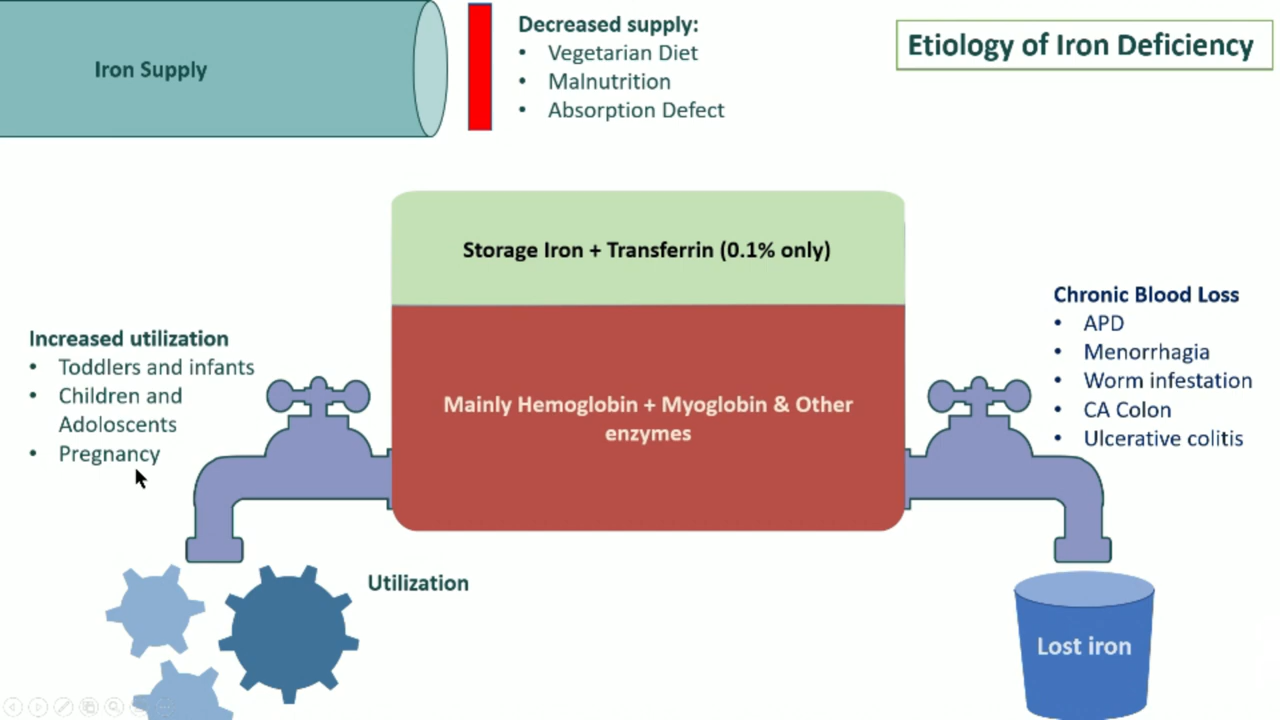 Iron Supply
Decreased supply:
• Vegetarian Diet
• Malnutrition
• Absorption Defect
Etiology of Iron Deficiency
Storage Iron + Transferrin (0.1% only)
Mainly Hemoglobin + Myoglobin & Other
enzymes
Increased utilization
• Toddlers and infants
• Children and
Adoloscents
• Pregnancy
Utilization
Chronic Blood Loss
• APD
• Menorrhagia
• Worm infestation
• CA Colon
• Ulcerative colitis
Lost iron